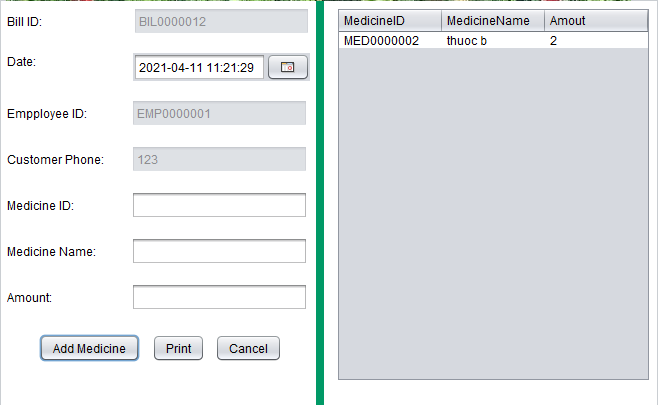 Bill ID: BIL0000012
Date: 2021-04-11 11:21:29
Empployee ID: EMP0000001
Customer Phone: 123
Medicine ID:
Medicine Name:
Amount:
Add Medicine Print Cancel
MedicineID MedicineName Amout
MED0000002 thuoc b 2